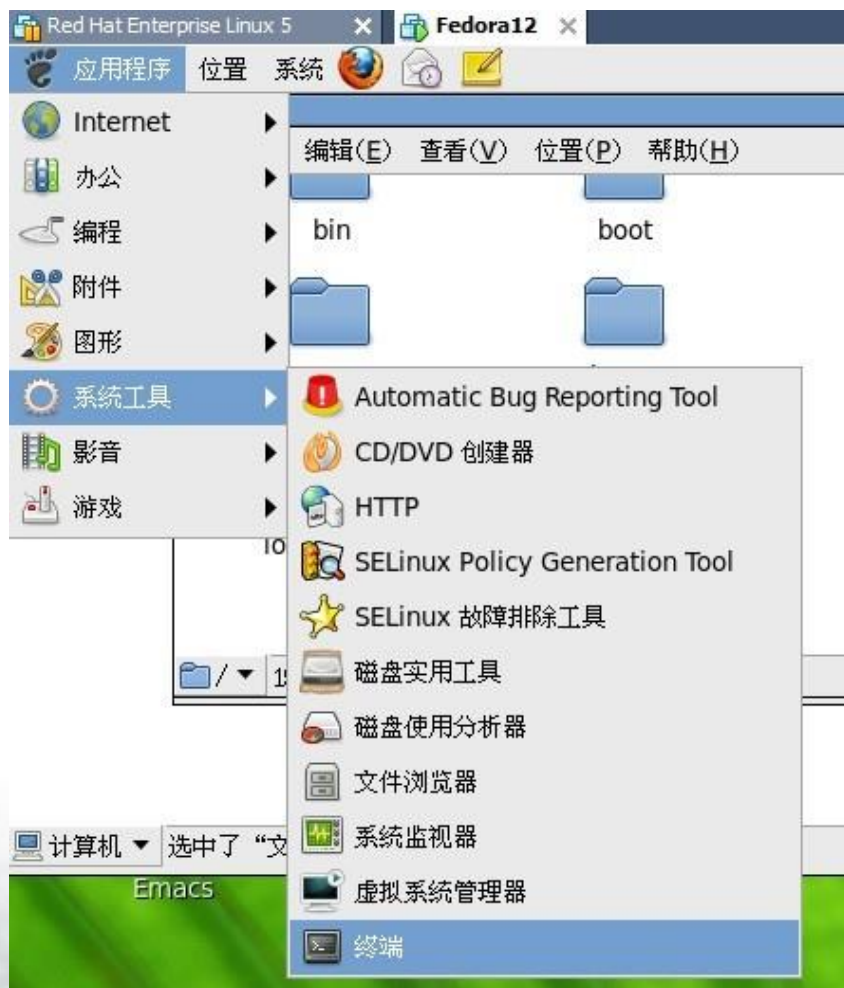 Red Hat Enterprise Linux 5
Fedora12
应用程序 位置 系统
Internet
办公
编程
附件
图形
系统工具
影音
游戏
编辑(E) 查看(V) 位置(P) 帮助(H)
bin
boot
Automatic Bug Reporting Tool
CD/DVD 创建器
HTTP
SELinux Policy Generation Tool
SELinux 故障排除工具
磁盘实用工具
磁盘使用分析器
文件浏览器
系统监视器
虚拟系统管理器
终端
/
计算机 选中了 “文
Emacs